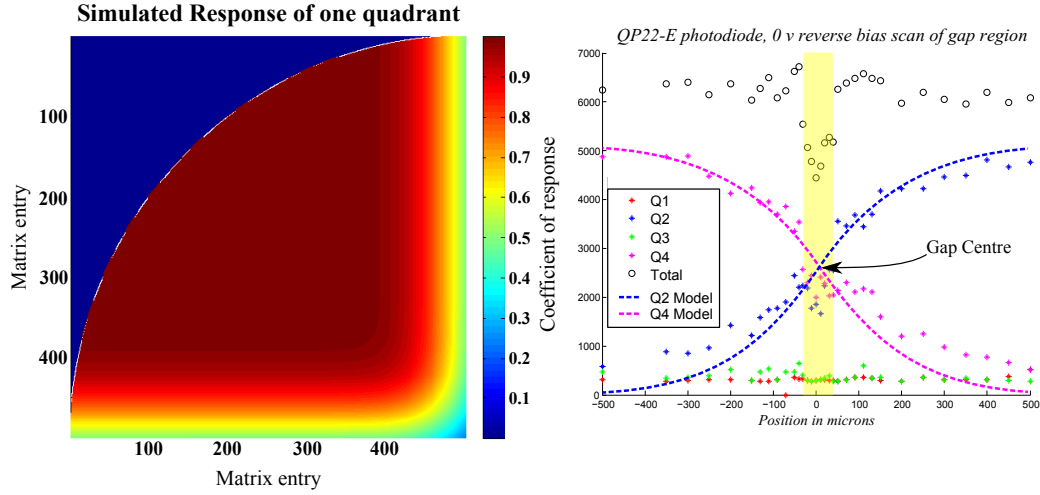 Simulated Response of one quadrant
Matrix entry
100
200
300
400
100
200
400
Matrix entry
0.9
0.8
0.7
0.6
0.5
0.4
0.3
0.2
0.1
Coefficient of response
QP22-E photodiode, 0 v reverse bias scan of gap region
7000
6000
5000
4000
3000
2000
1000
0
Q1
Q2
Q3
Q4
Total
Q2 Model
Q4 Model
Gap Centre
-500
-400
-300
-200
-100
0
100
200
300
400
500
Position in microns